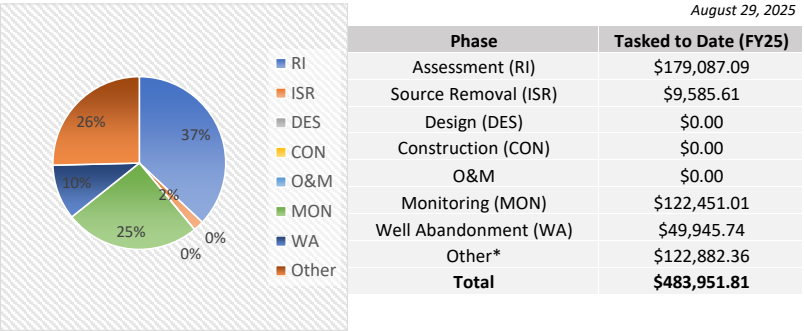 August 29, 2025
37%
2%
0%
0%
25%
10%
26%
RI
ISR
DES
CON
O&M
MON
WA
Other
Phase Tasked to Date (FY25)
Assessment (RI) $179,087.09
Source Removal (ISR) $9,585.61
Design (DES) $0.00
Construction (CON) $0.00
O&M $0.00
Monitoring (MON) $122,451.01
Well Abandonment (WA) $49,945.74
Other* $122,882.36
Total $483,951.81